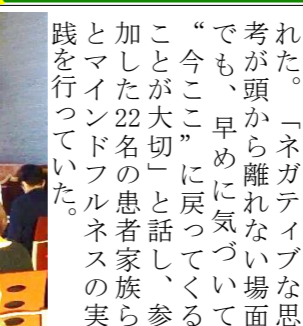 れた。「ネガティブな思
考が頭から離れない場面
でも、早めに気づいて
“今ここ”に戻ってくる
ことが大切」と話し、参
加した22名の患者家族ら
とマインドフルネスの実
践を行っていた。